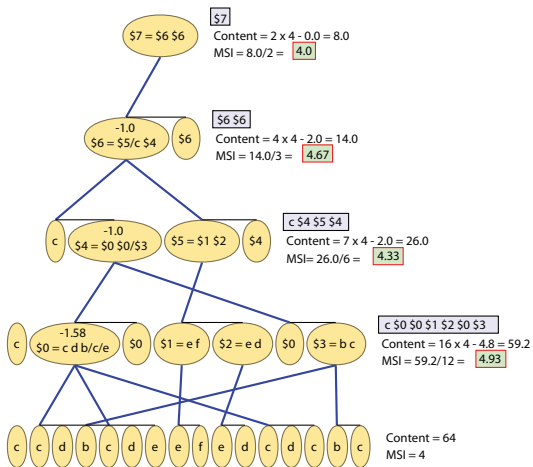 $7
$7 = $6 $6
Content = 2 x 4 - 0.0 = 8.0
MSI = 8.0/2 = 4.0
$6 $6
-1.0
$6 = $5/c $4
$6
Content = 4 x 4 - 2.0 = 14.0
MSI = 14.0/3 = 4.67
c $4 $5 $4
c
-1.0
$4 = $0 $0/$3
$5 = $1 $2
$4
Content = 7 x 4 - 2.0 = 26.0
MSI= 26.0/6 = 4.33
c $0 $0 $1 $2 $0 $3
c
-1.58
$0 = c d b/c/e
$0
$1 = e f
$2 = e d
$0
$3 = b c
Content = 16 x 4 - 4.8 = 59.2
MSI = 59.2/12 = 4.93
c c d b c d e e f e d c d c b c
Content = 64
MSI = 4